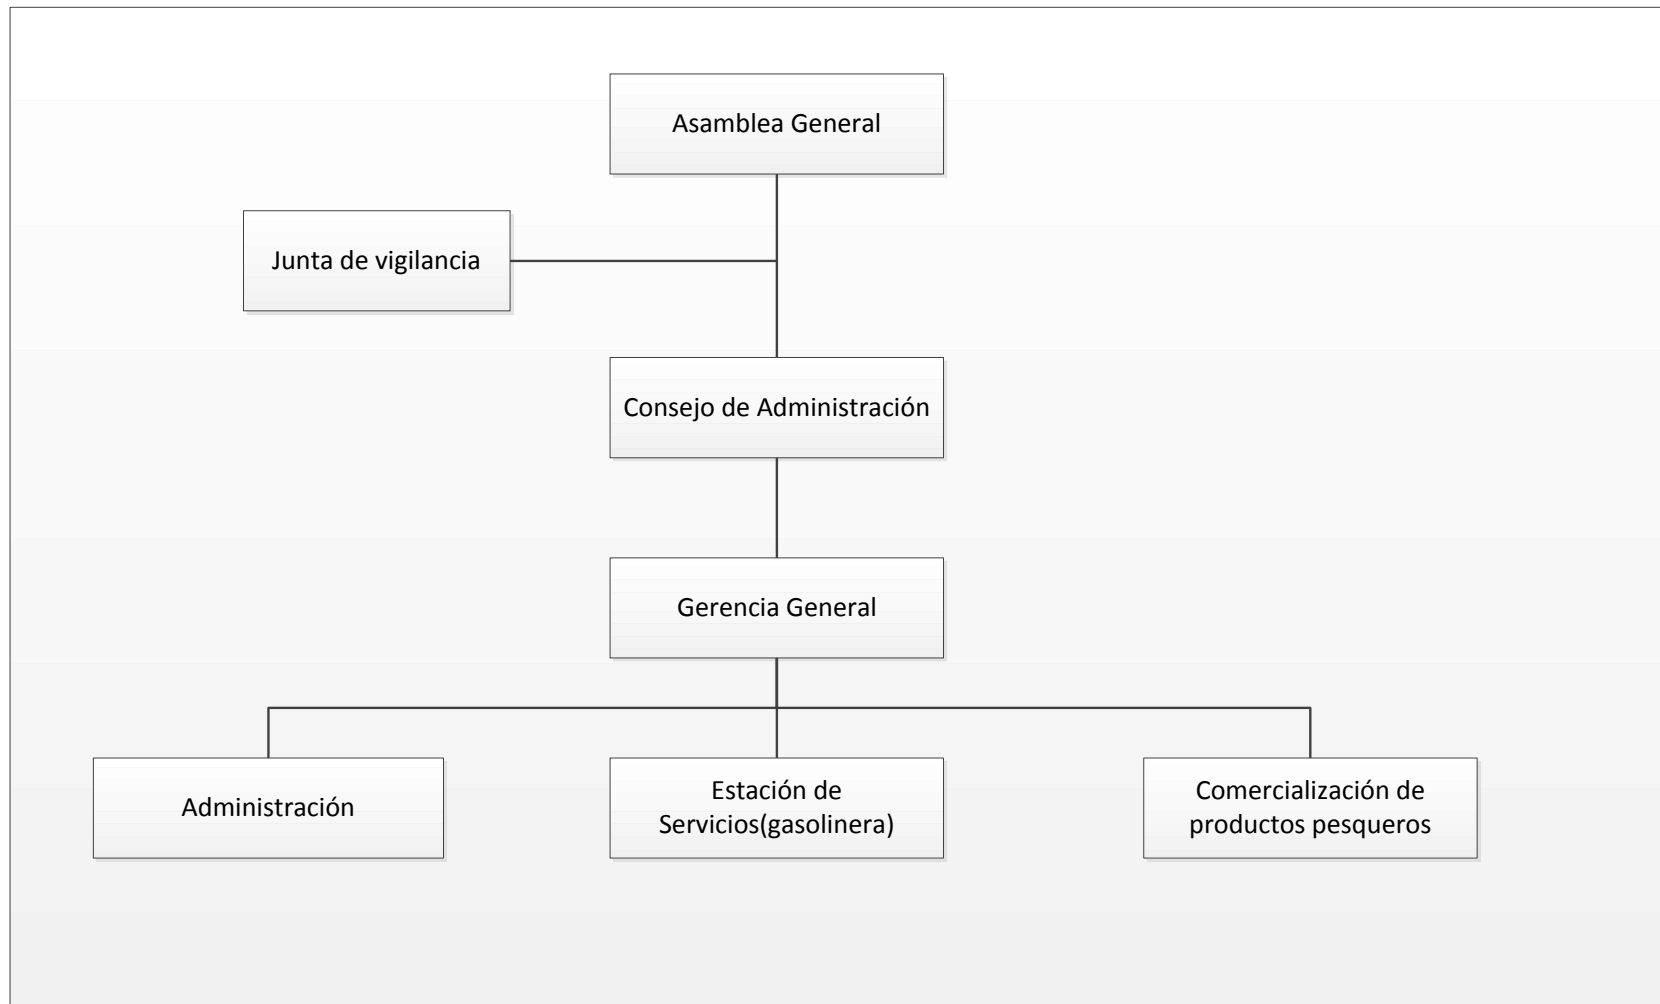 Asamblea General
Junta de vigilancia
Consejo de Administración
Gerencia General
Administración
Estación de
Servicios(gasolinera)
Comercialización de
productos pesqueros